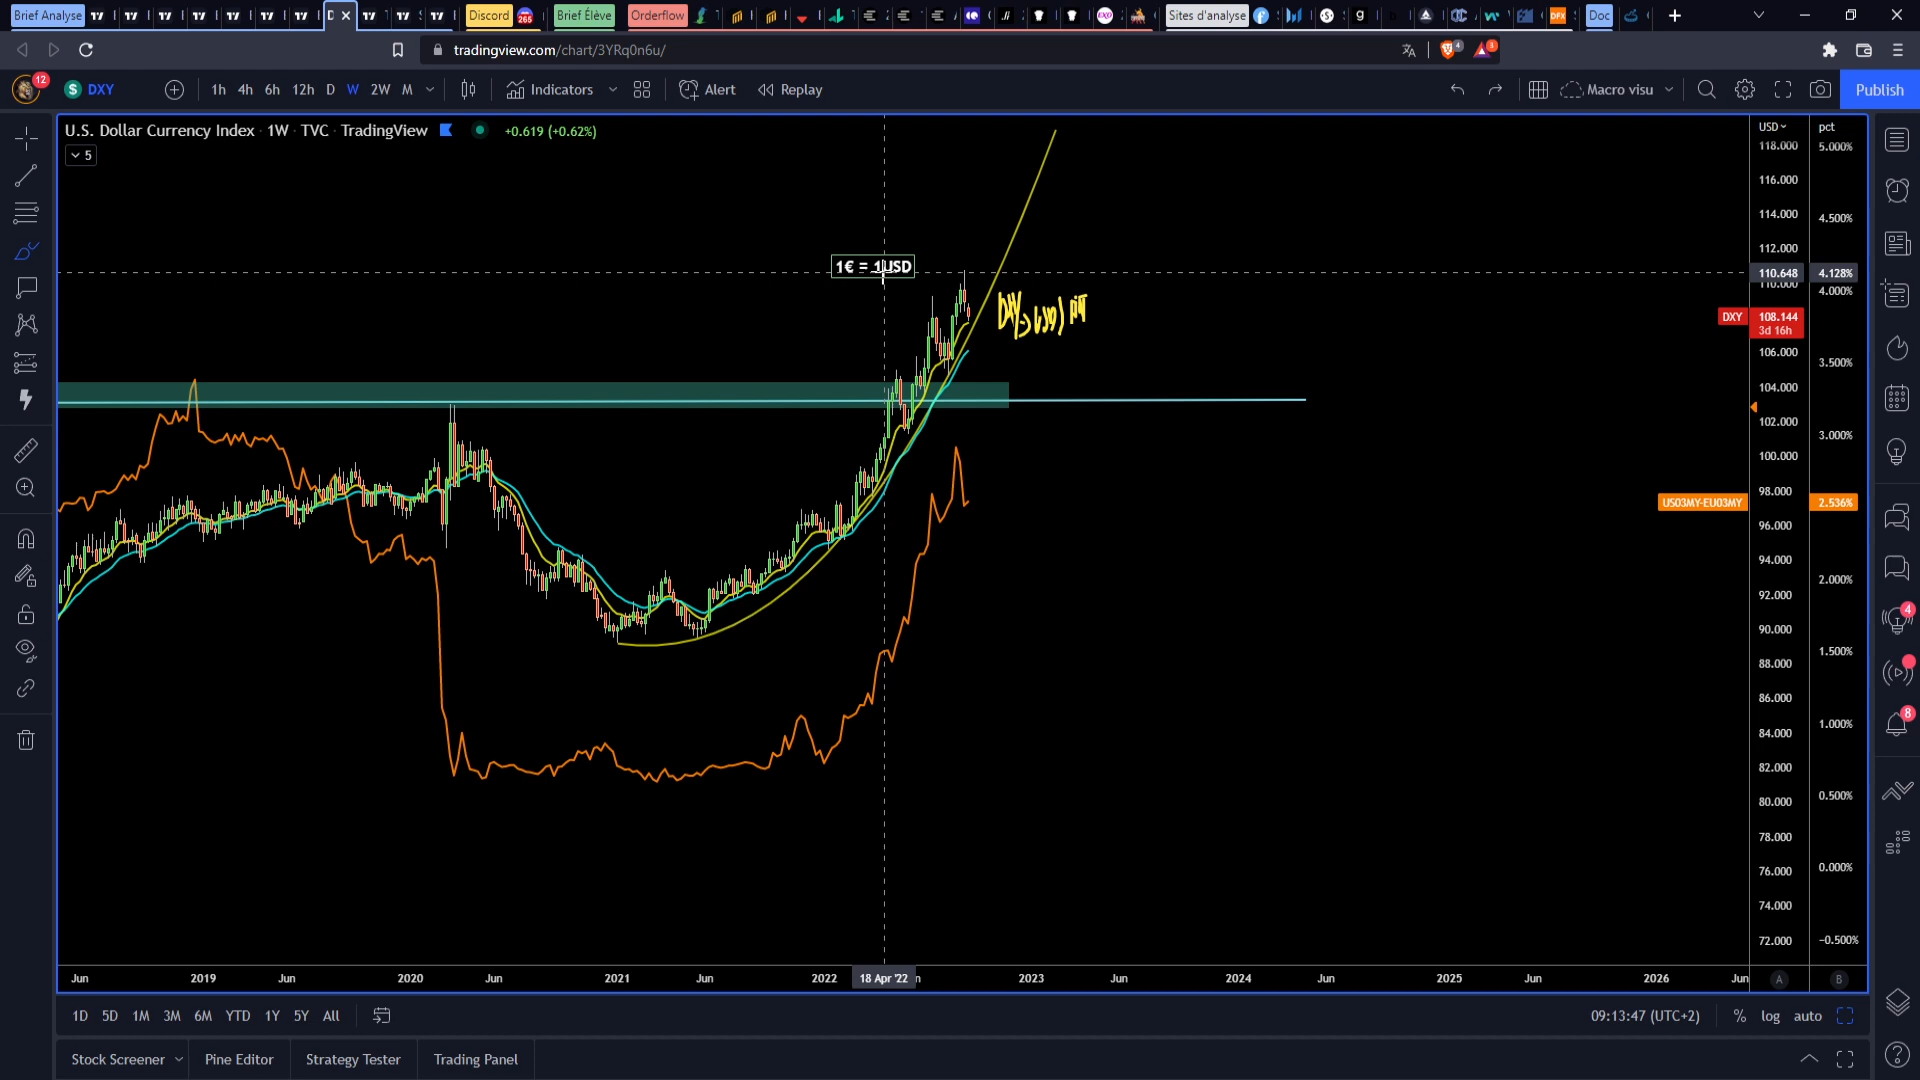 Brief Analyse
Discord
265
Brief Élève
Orderflow
Sites d'analyse
Doc
tradingview.com/chart/3YRq0n6u/
4
1
12
DXY
1h
4h
6h
12h
D
W
2W
M
Indicators
Alert
Replay
Macro visu
Publish
U.S. Dollar Currency Index · 1W · TVC · TradingView
+0.619 (+0.62%)
5
1€ = 1USD
USD
pct
118.000
116.000
114.000
112.000
110.648
110.000
DXY
108.144
3d 16h
106.000
104.000
102.000
100.000
98.000
96.000
94.000
92.000
90.000
88.000
86.000
84.000
82.000
80.000
78.000
76.000
74.000
72.000
5.000%
4.500%
4.128%
4.000%
3.500%
3.000%
US03MY-EU03MY
2.536%
2.000%
1.500%
1.000%
0.500%
0.000%
-0.500%
Jun
2019
Jun
2020
Jun
2021
Jun
2022
18 Apr '22
2023
Jun
2024
Jun
2025
Jun
2026
Jun
A
B
1D
5D
1M
3M
6M
YTD
1Y
5Y
All
09:13:47 (UTC+2)
%
log
auto
Stock Screener
Pine Editor
Strategy Tester
Trading Panel
4
8